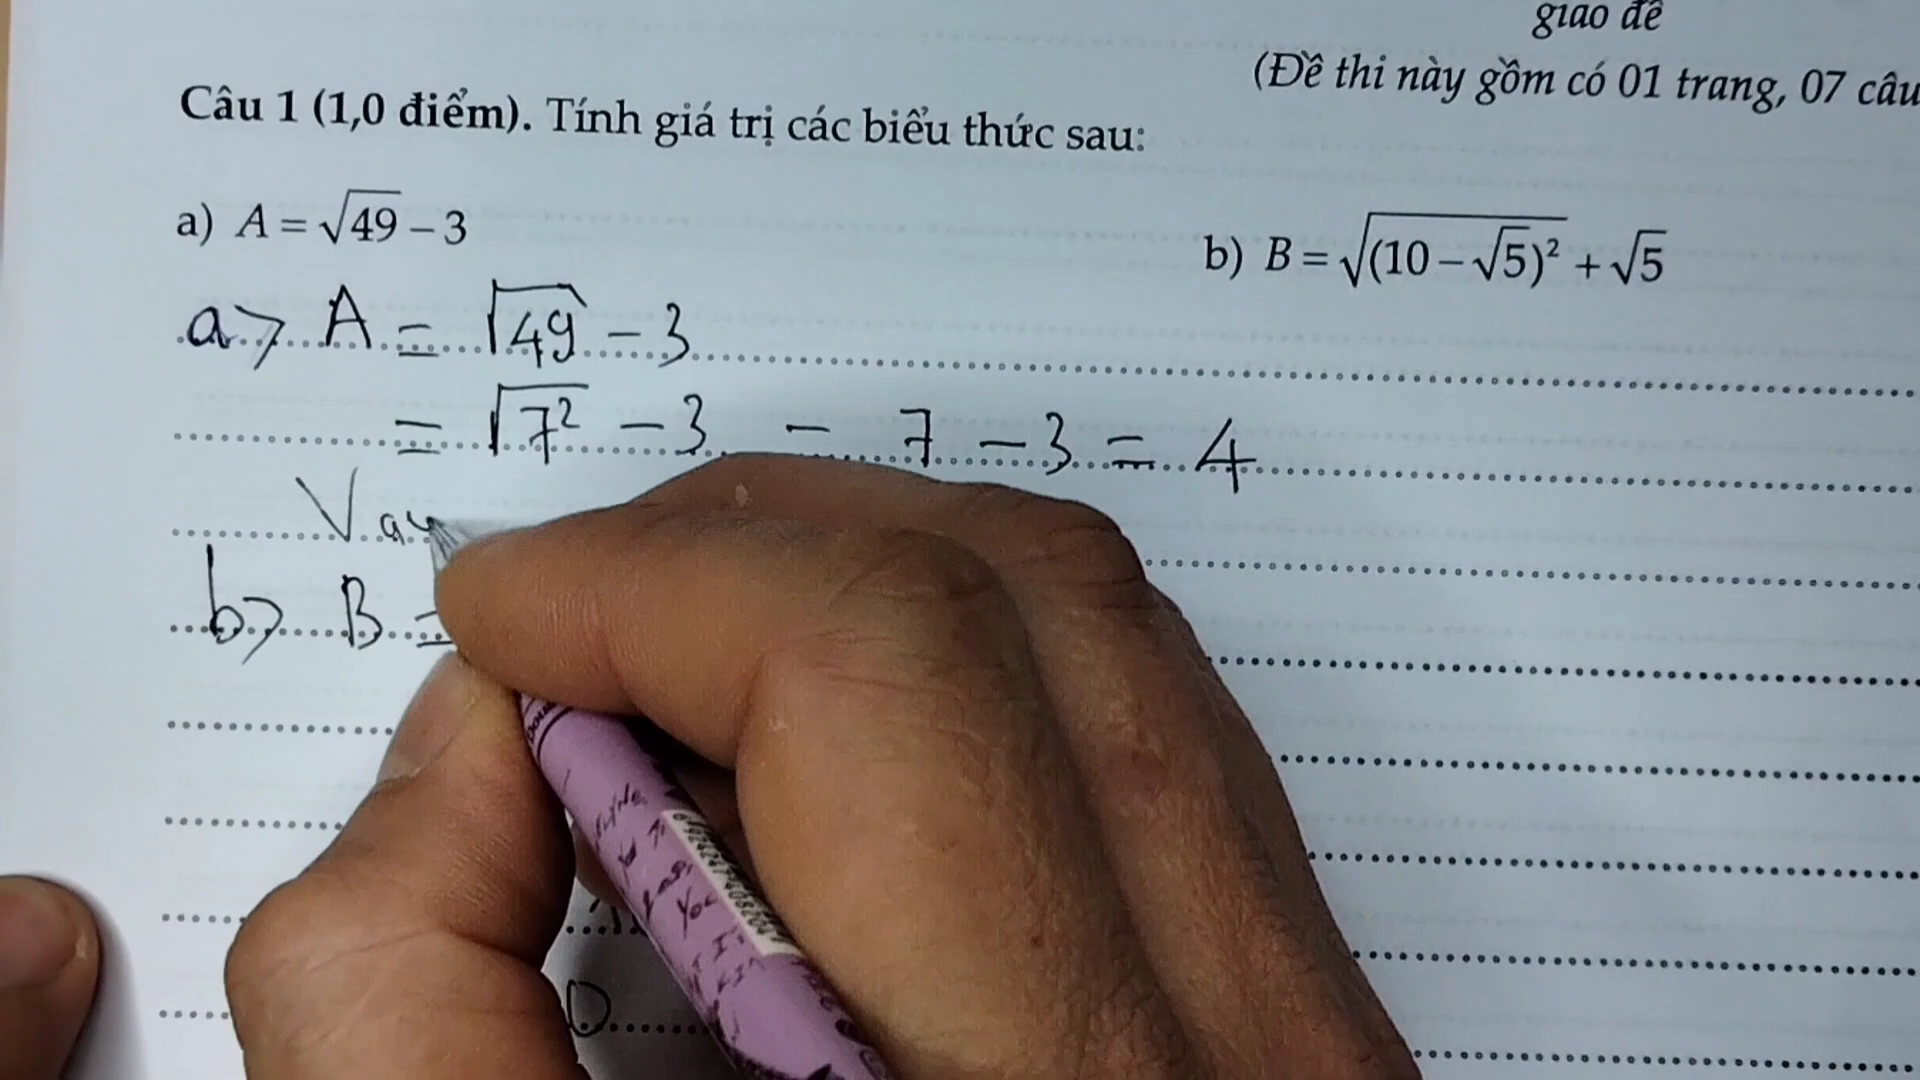 giao đề
(Đề thi này gồm có 01 trang, 07 câu
Câu 1 (1,0 điểm). Tính giá trị các biểu thức sau:
a) A = √49 – 3
b) B = √(10 – √5)² + √5
a> A = √49 – 3
= √7² – 3 – 7 – 3 = 4
Vay
b> B =